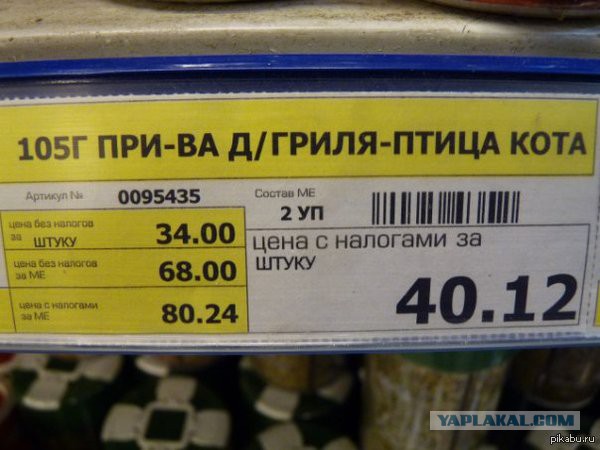 105Г ПРИ-ВА Д/ГРИЛЯ-ПТИЦА КОТА
Артикул № 0095435
Состав МЕ
2 УП
цена без налогов
за ШТУКУ 34.00
цена без налогов
за МЕ 68.00
цена с налогами
за МЕ 80.24
цена с налогами за
ШТУКУ
40.12
YAPLAKAL.COM
pikabu.ru